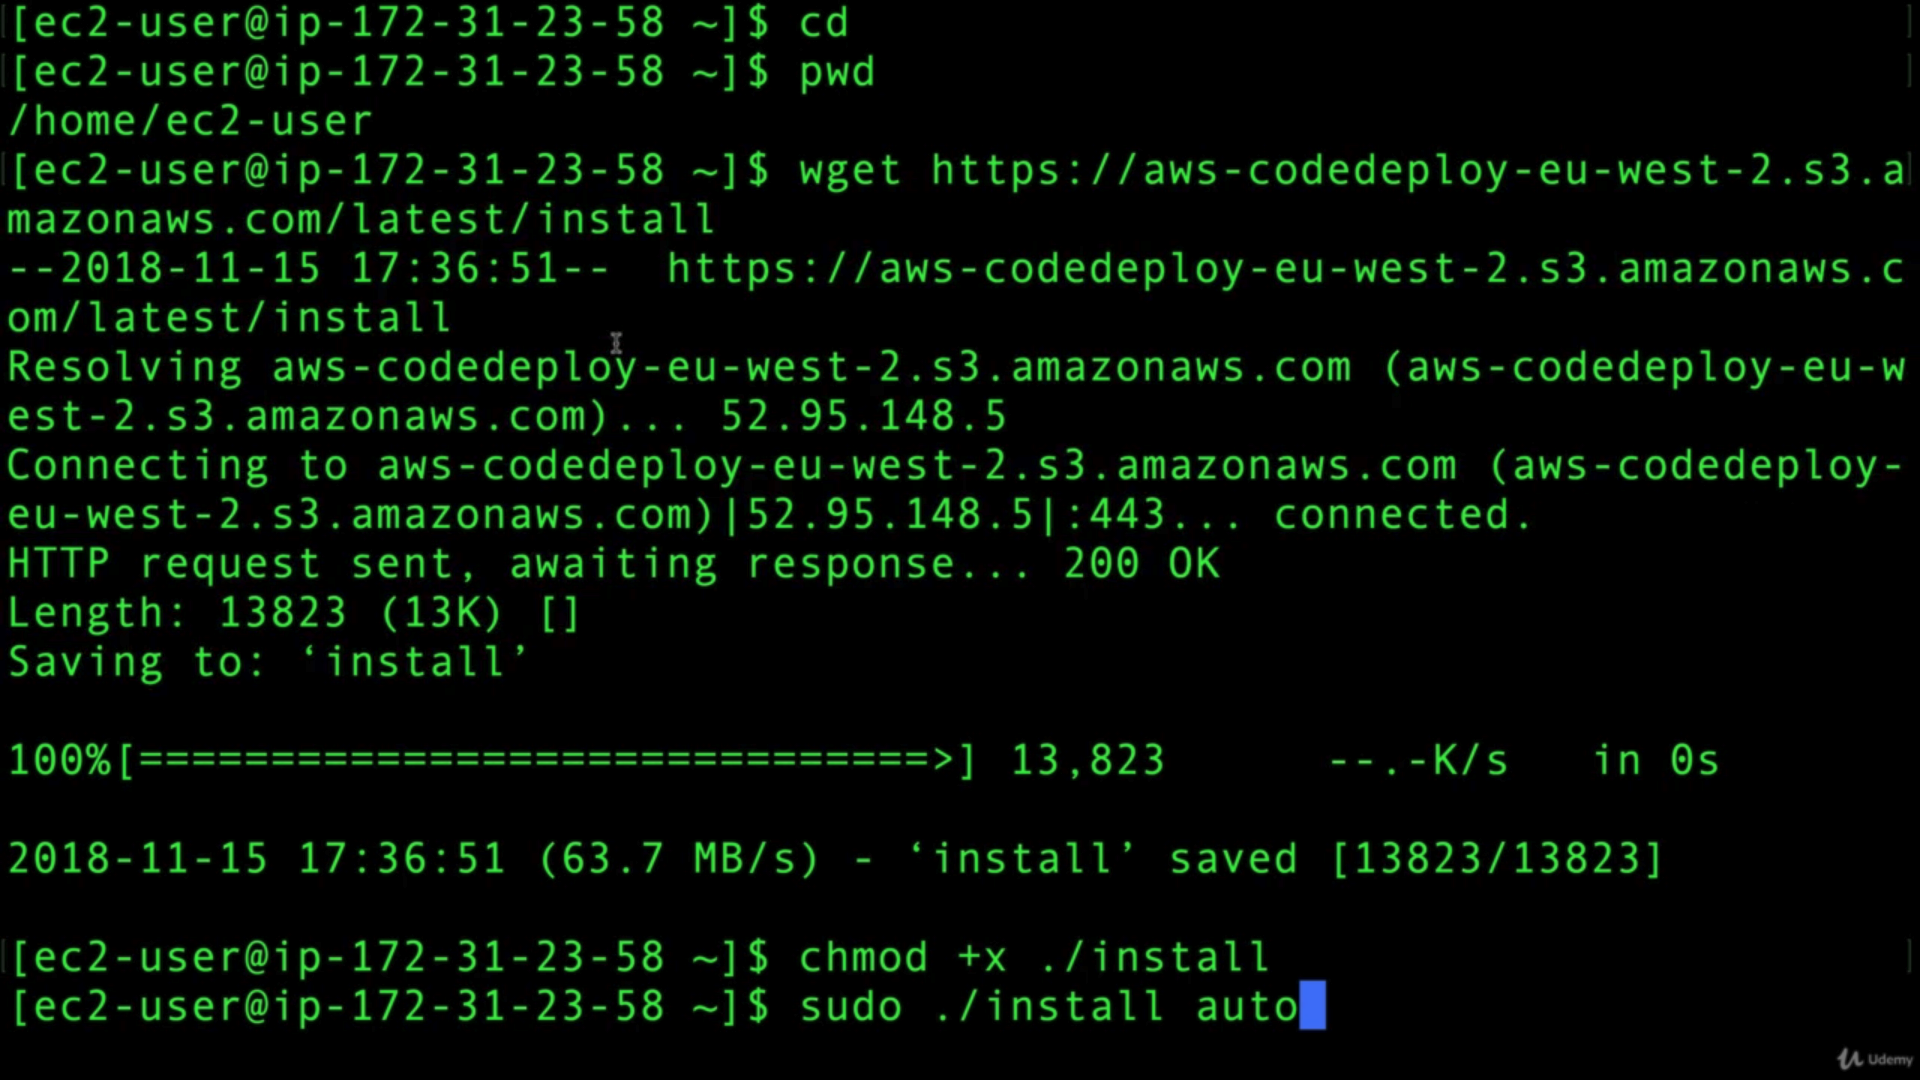 [ec2-user@ip-172-31-23-58 ~]$ cd
[ec2-user@ip-172-31-23-58 ~]$ pwd
/home/ec2-user
[ec2-user@ip-172-31-23-58 ~]$ wget https://aws-codedeploy-eu-west-2.s3.a
mazonaws.com/latest/install
--2018-11-15 17:36:51--  https://aws-codedeploy-eu-west-2.s3.amazonaws.c
om/latest/install
Resolving aws-codedeploy-eu-west-2.s3.amazonaws.com (aws-codedeploy-eu-w
est-2.s3.amazonaws.com)... 52.95.148.5
Connecting to aws-codedeploy-eu-west-2.s3.amazonaws.com (aws-codedeploy-
eu-west-2.s3.amazonaws.com)|52.95.148.5|:443... connected.
HTTP request sent, awaiting response... 200 OK
Length: 13823 (13K) []
Saving to: ‘install’
100%[==============================>] 13,823      --.-K/s   in 0s
2018-11-15 17:36:51 (63.7 MB/s) - ‘install’ saved [13823/13823]
[ec2-user@ip-172-31-23-58 ~]$ chmod +x ./install
[ec2-user@ip-172-31-23-58 ~]$ sudo ./install auto
Udemy